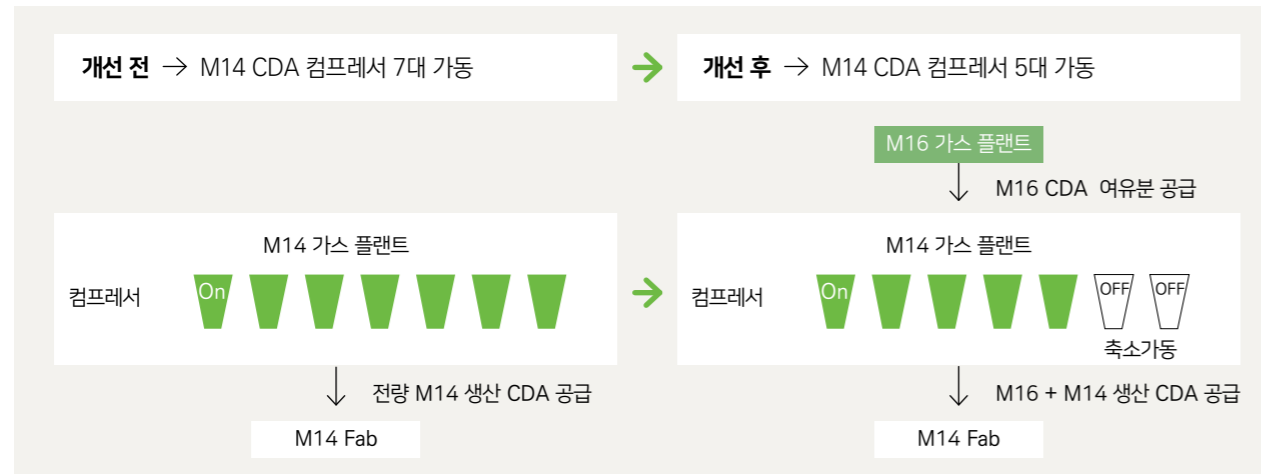 개선 전 → M14 CDA 컴프레서 7대 가동
개선 후 → M14 CDA 컴프레서 5대 가동
M14 가스 플랜트
컴프레서
On
전량 M14 생산 CDA 공급
M14 Fab
M16 가스 플랜트
M16 CDA 여유분 공급
M14 가스 플랜트
컴프레서
On
OFF
OFF
축소가동
M16 + M14 생산 CDA 공급
M14 Fab